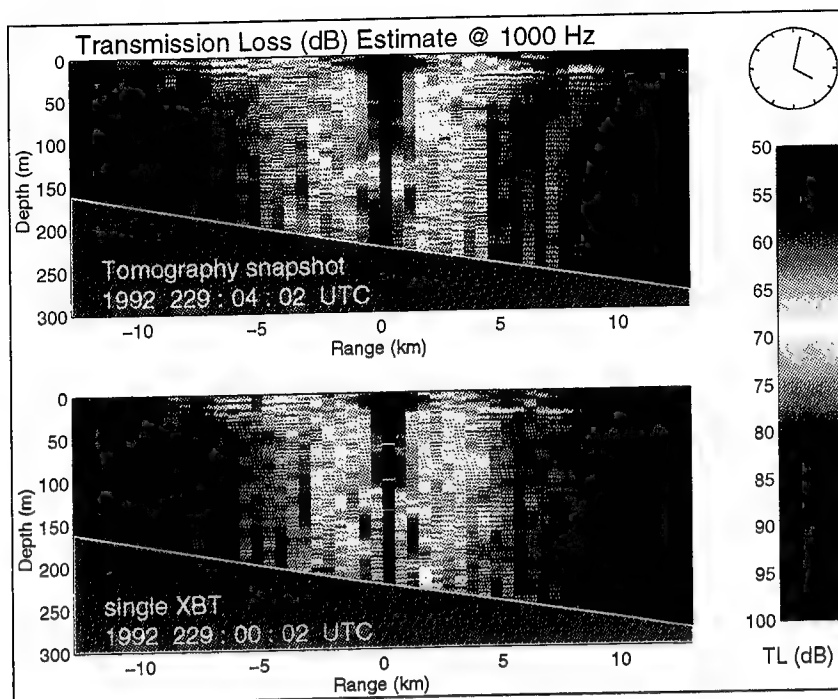 Transmission Loss (dB) Estimate @ 1000 Hz
0
50
100
150
200
250
300
Depth (m)
Tomography snapshot
1992 229 : 04 : 02 UTC
−10 −5 0 5 10
Range (km)
0
50
100
150
200
250
300
Depth (m)
single XBT
1992 229 : 00 : 02 UTC
−10 −5 0 5 10
Range (km)
50
55
60
65
70
75
80
85
90
95
100
TL (dB)